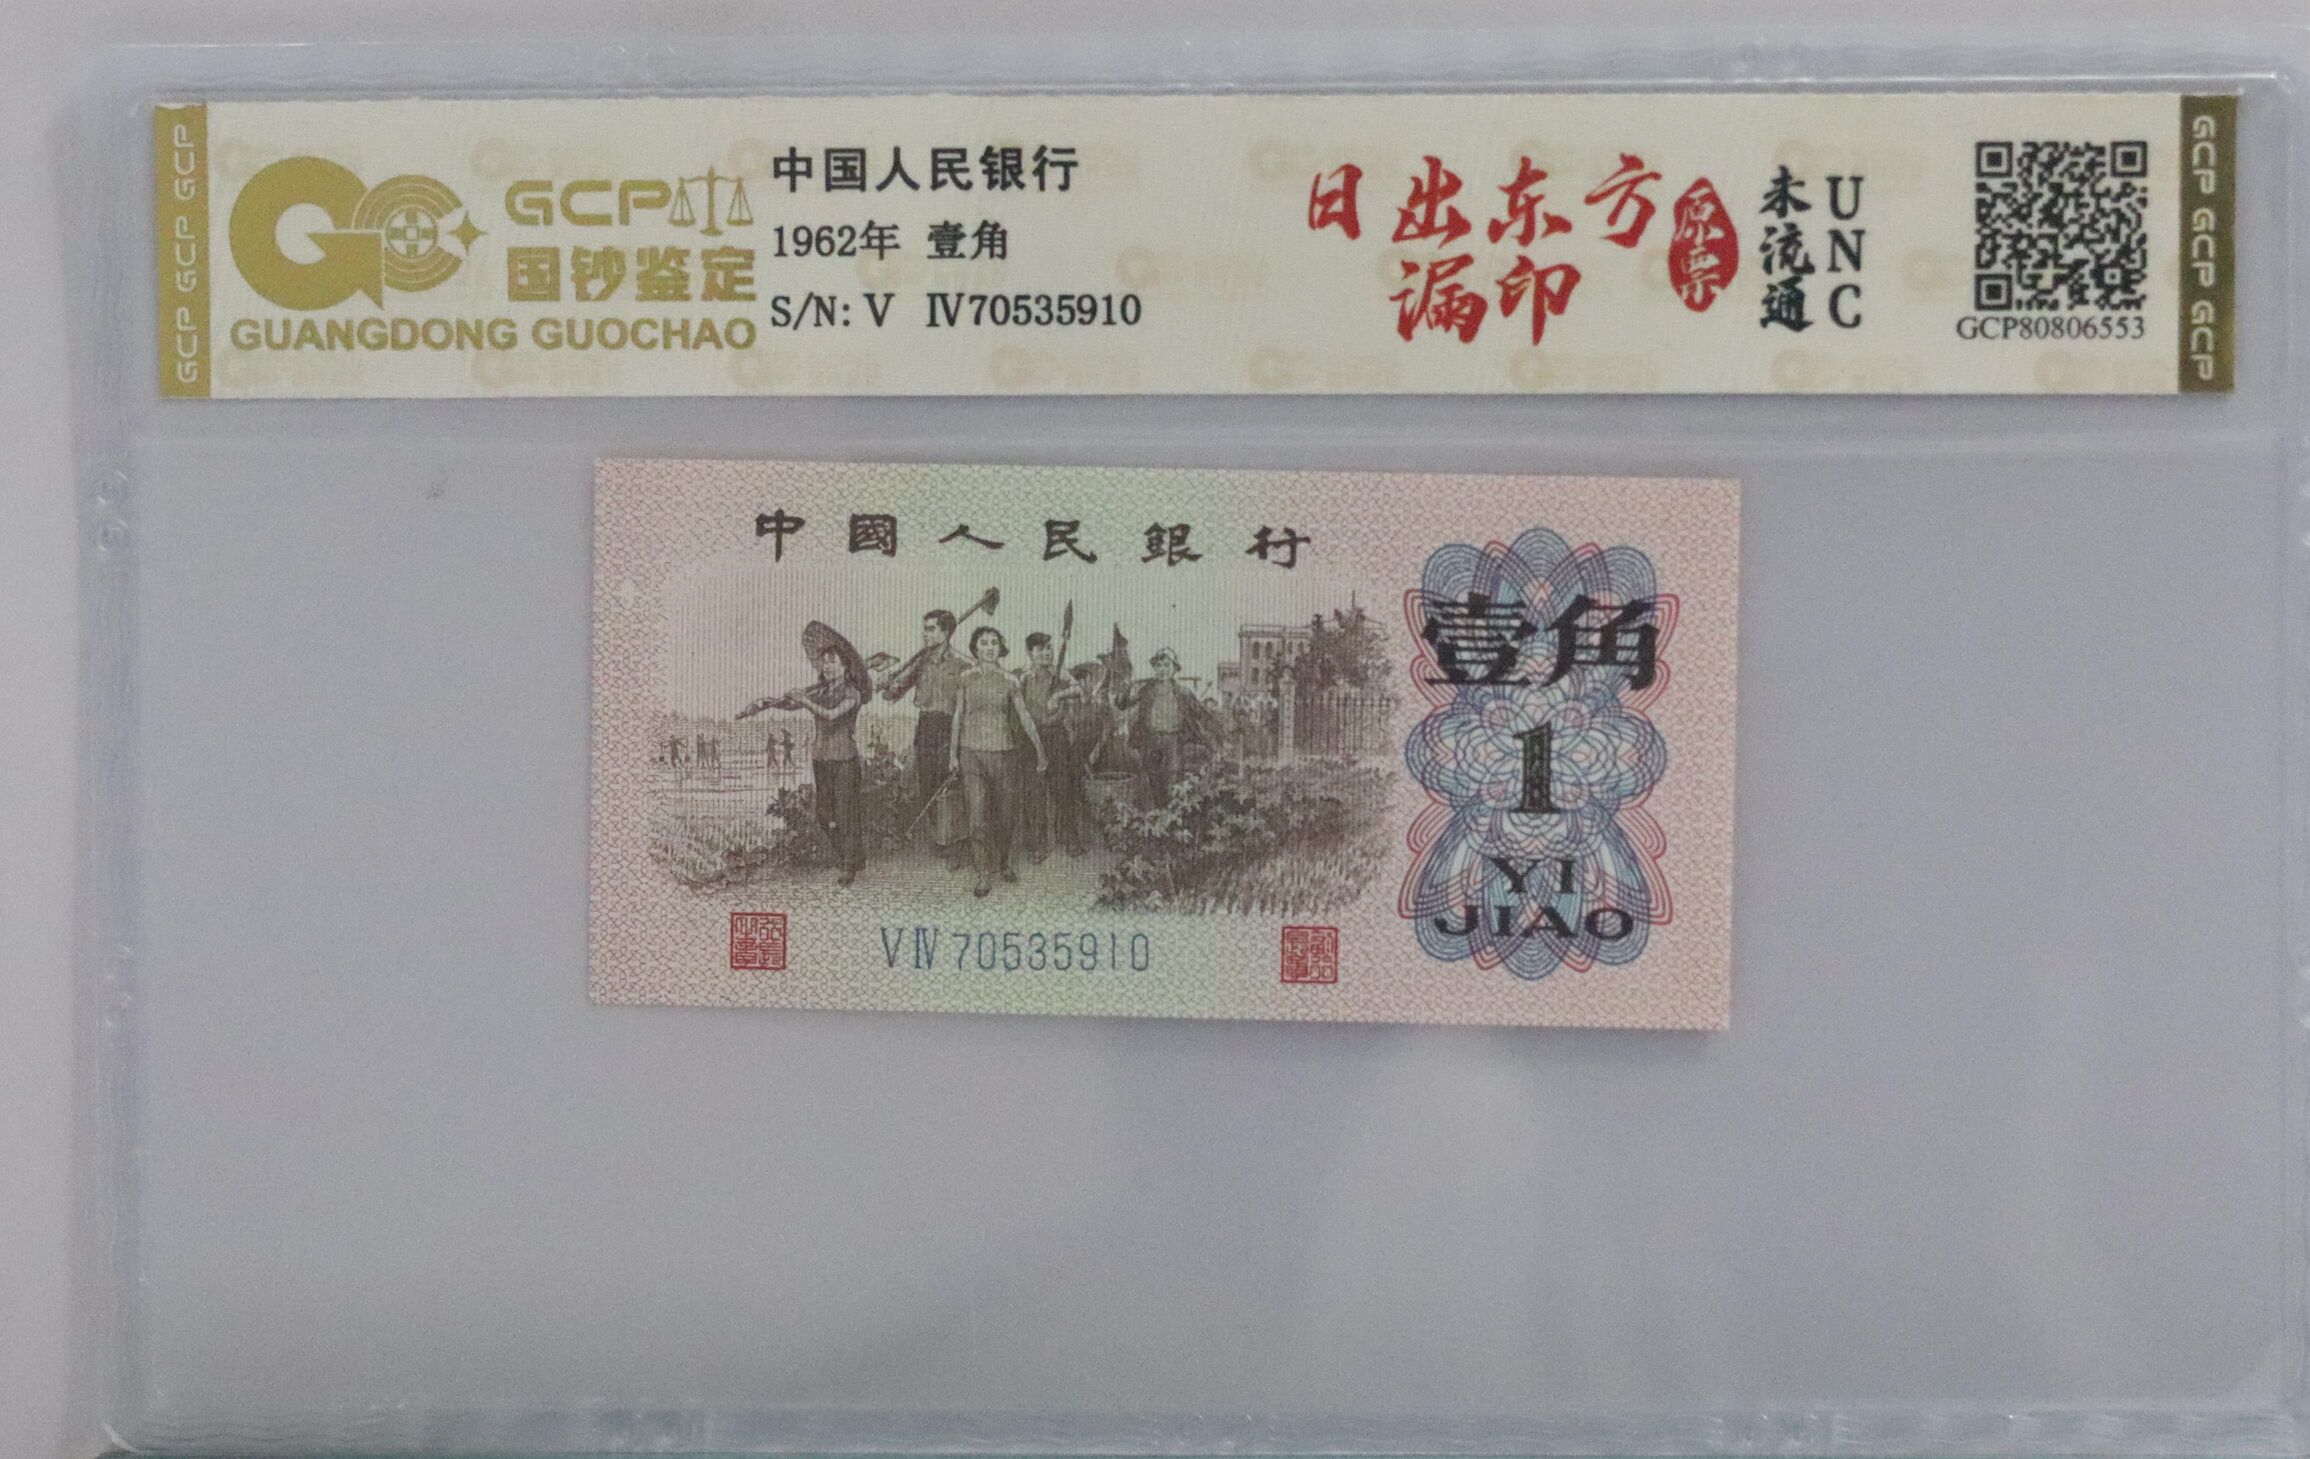 GCP GCP GCP
GCP
国钞鉴定
GUANGDONG GUOCHAO
中国人民银行
1962年 壹角
S/N: V IV70535910
日出东方
漏印
原票
未流通
UNC
GCP80806553
GCP GCP GCP
中國人民銀行
壹角
1
YI
JIAO
V IV 70535910